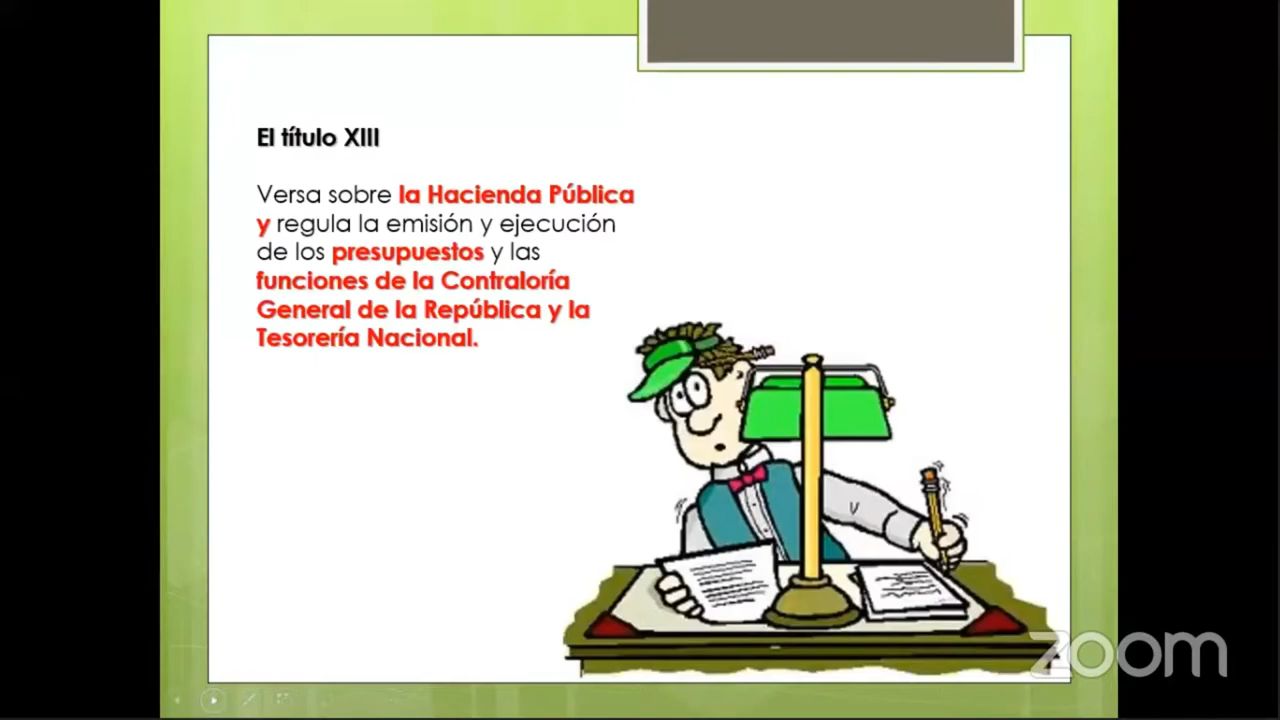 El título XIII
Versa sobre la Hacienda Pública
y regula la emisión y ejecución
de los presupuestos y las
funciones de la Contraloría
General de la República y la
Tesorería Nacional.
zoom